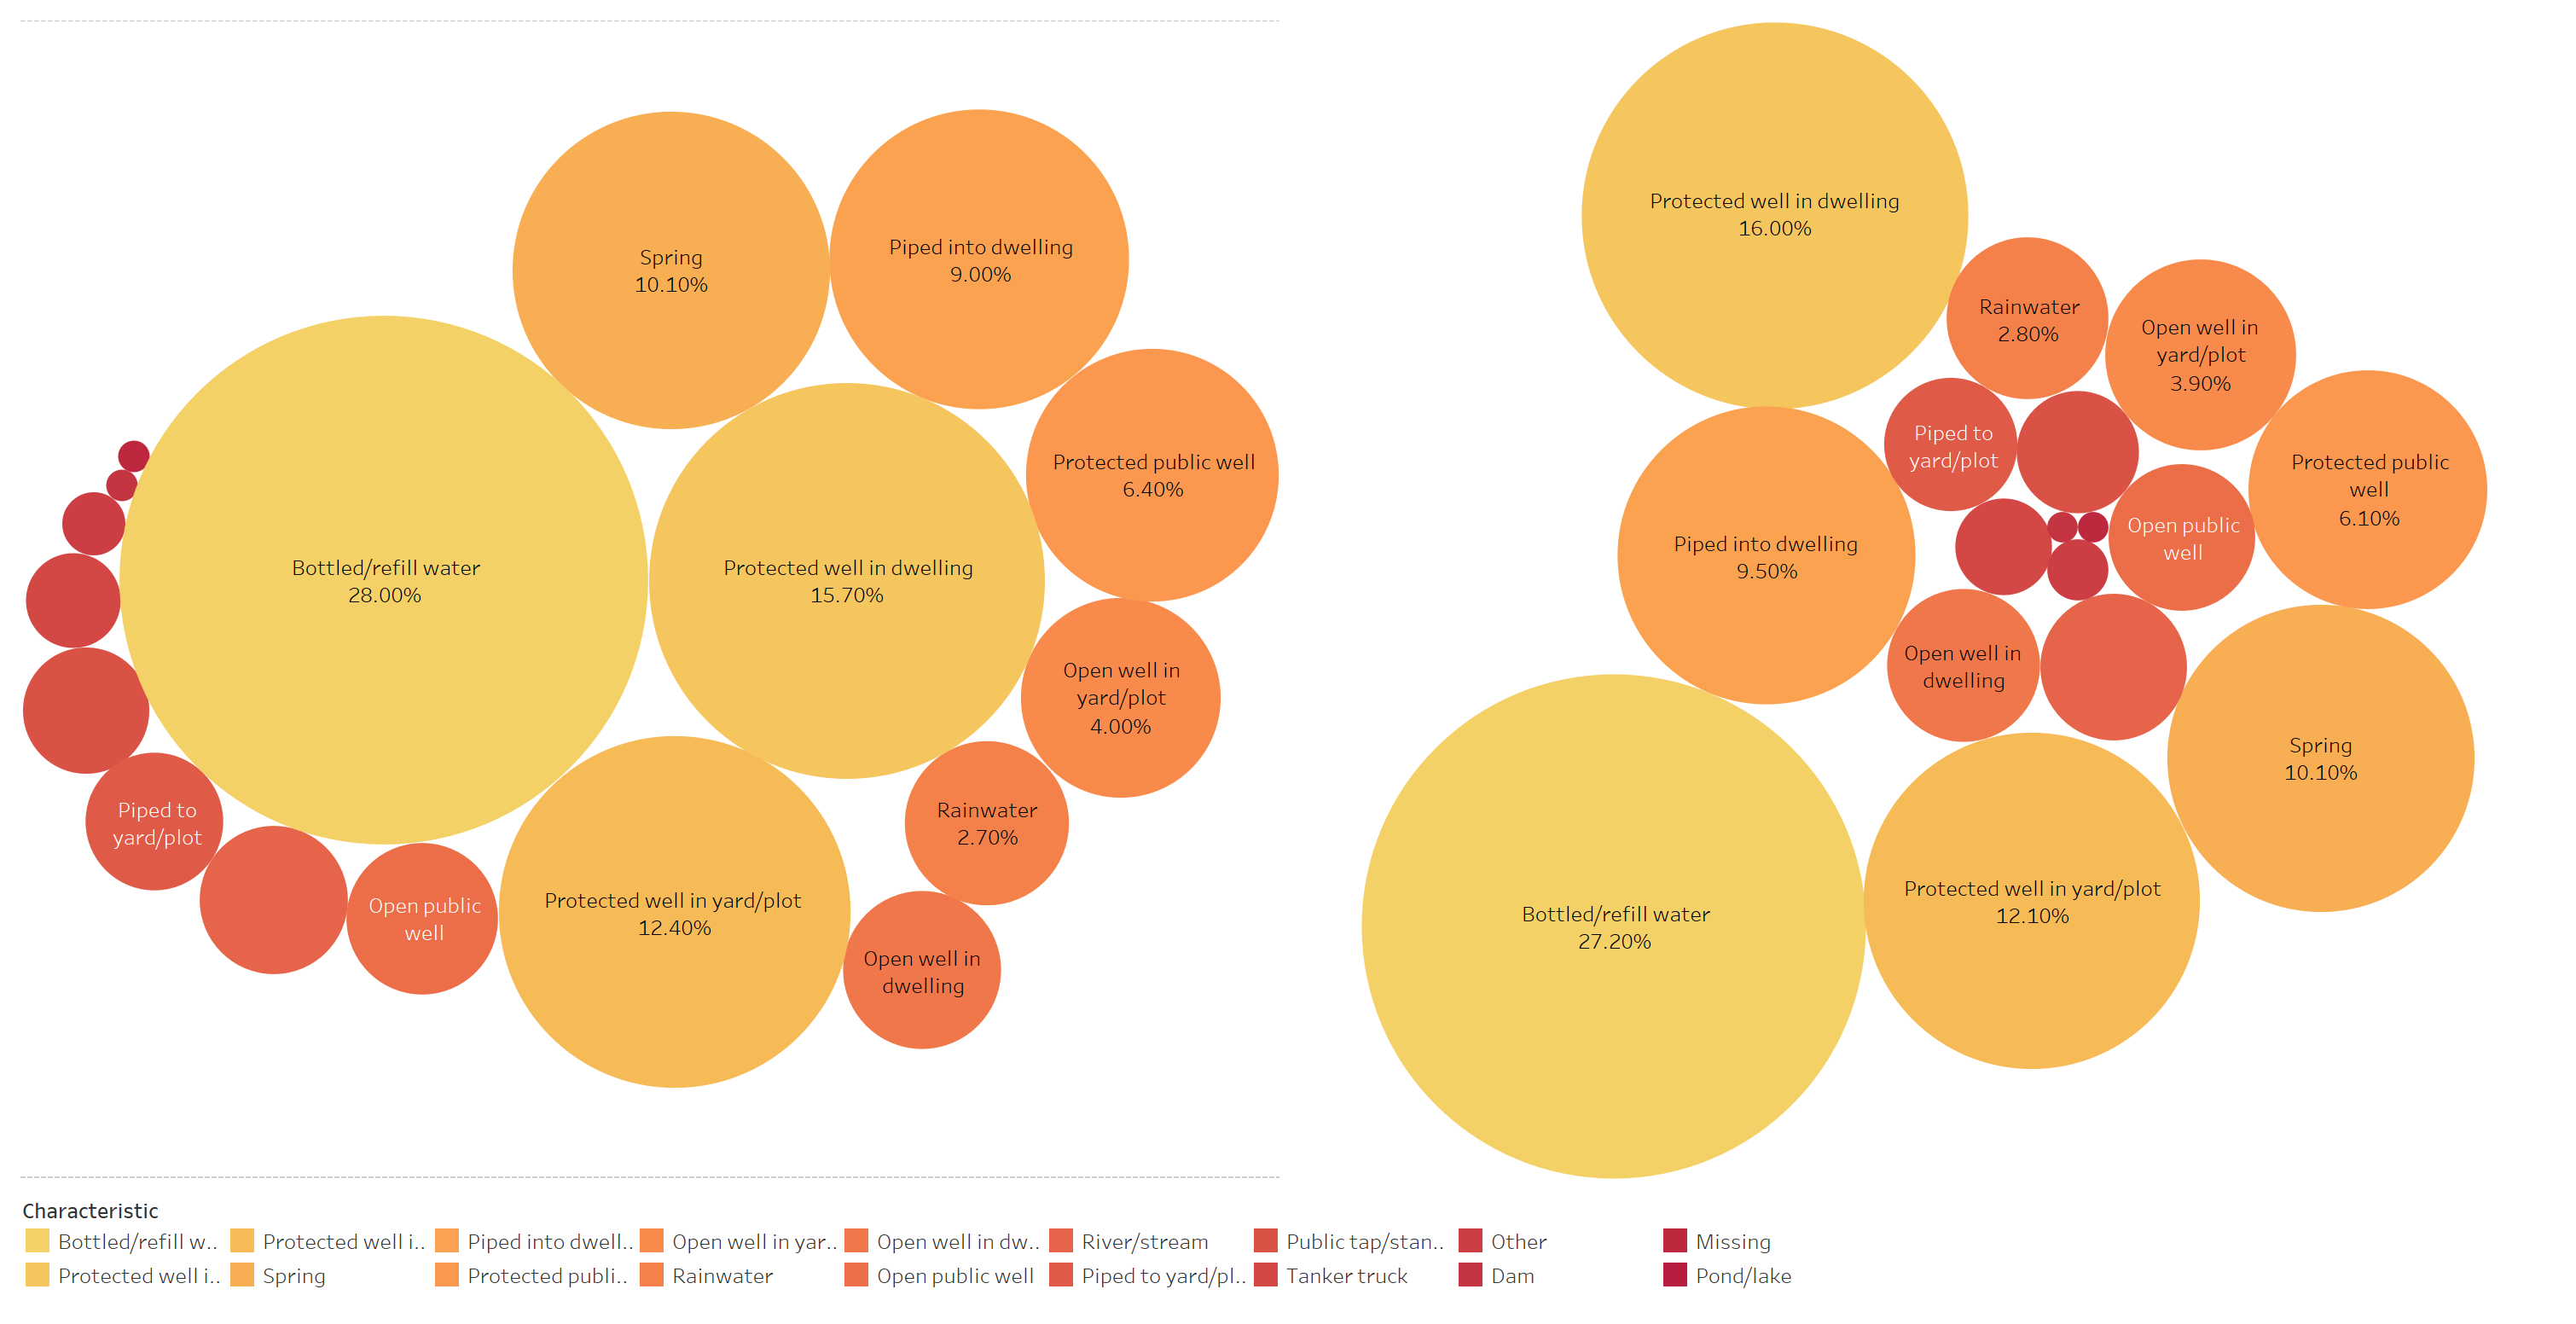 Spring
10.10%
Piped into dwelling
9.00%
Protected public well
6.40%
Bottled/refill water
28.00%
Protected well in dwelling
15.70%
Open well in
yard/plot
4.00%
Piped to
yard/plot
Rainwater
2.70%
Open public
well
Protected well in yard/plot
12.40%
Open well in
dwelling
Protected well in dwelling
16.00%
Rainwater
2.80%
Open well in
yard/plot
3.90%
Piped to
yard/plot
Protected public
well
6.10%
Open public
well
Piped into dwelling
9.50%
Open well in
dwelling
Spring
10.10%
Bottled/refill water
27.20%
Protected well in yard/plot
12.10%
Characteristic
Bottled/refill w..
Protected well i..
Piped into dwell..
Open well in yar..
Open well in dw..
River/stream
Public tap/stan..
Other
Missing
Protected well i..
Spring
Protected publi..
Rainwater
Open public well
Piped to yard/pl..
Tanker truck
Dam
Pond/lake